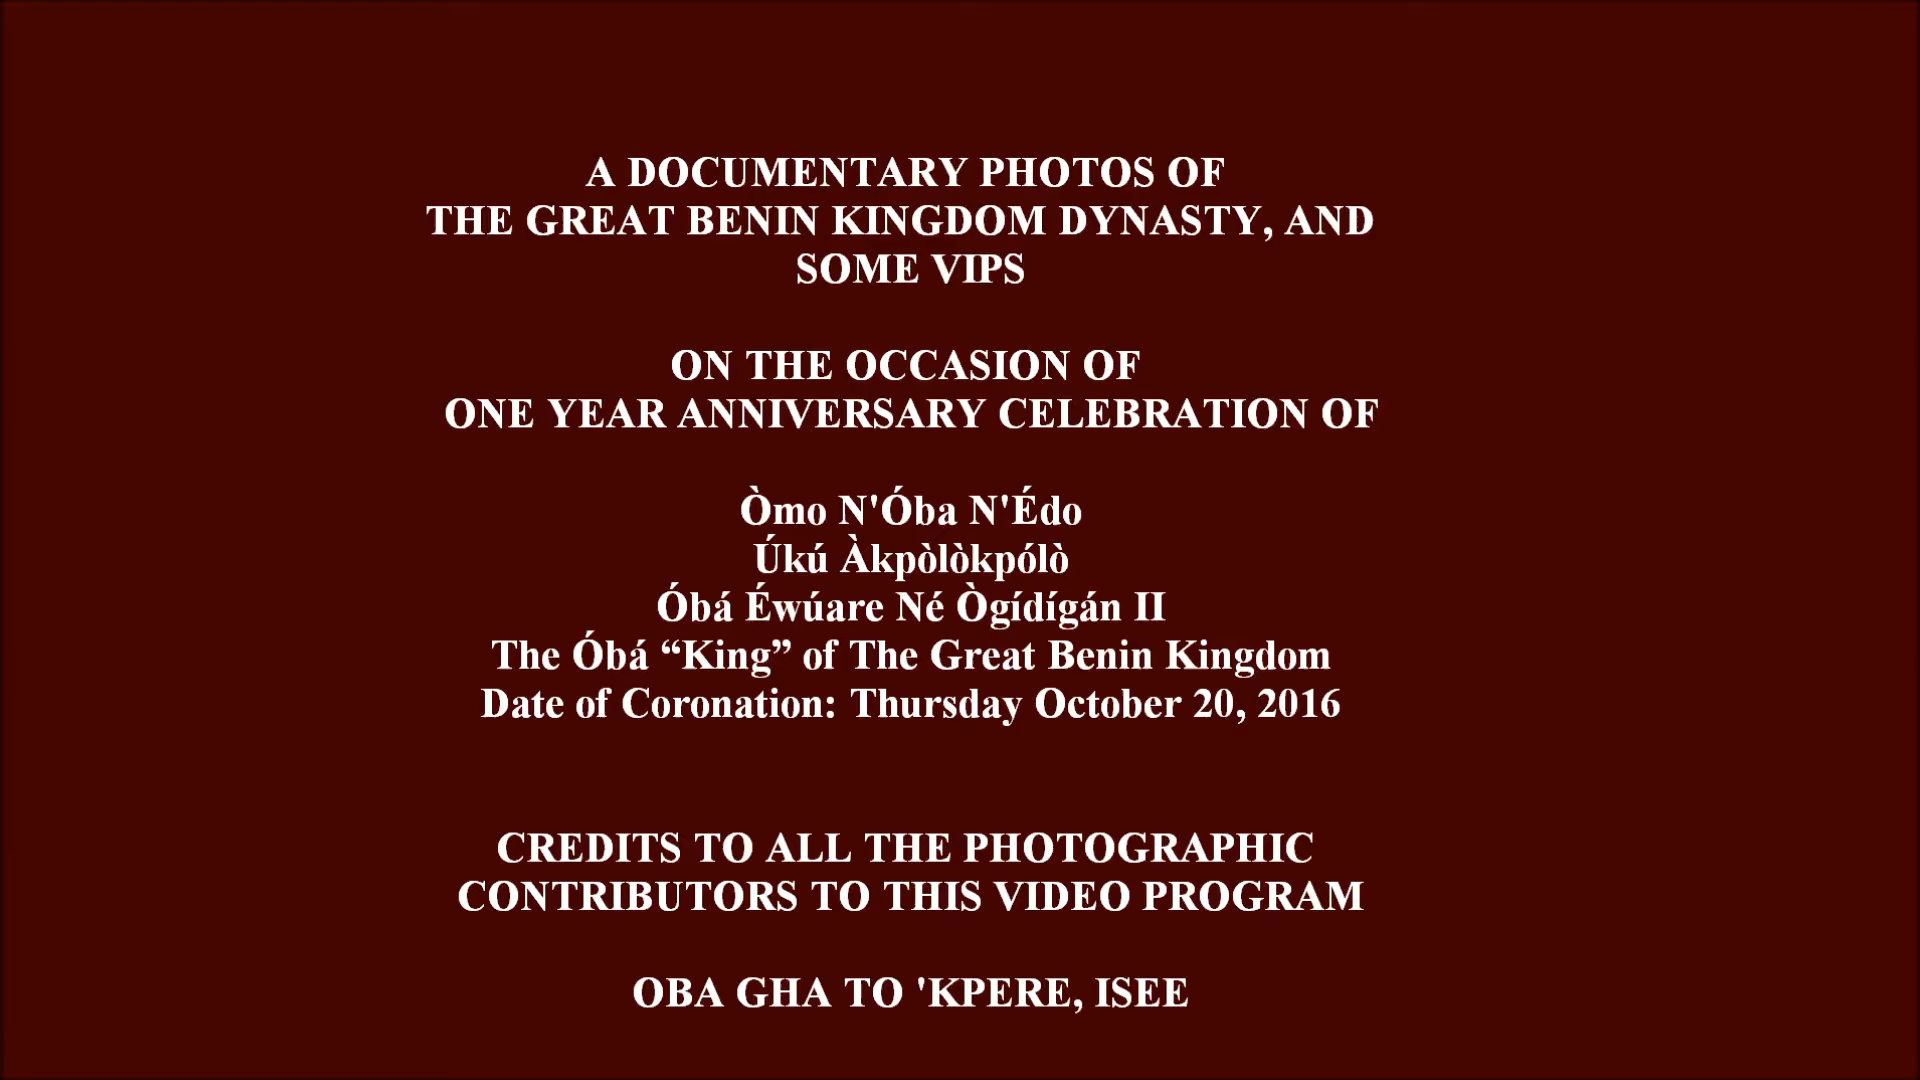 A DOCUMENTARY PHOTOS OF
THE GREAT BENIN KINGDOM DYNASTY, AND
SOME VIPS
ON THE OCCASION OF
ONE YEAR ANNIVERSARY CELEBRATION OF
Òmo N'Óba N'Édo
Úkú Àkpòlòkpólò
Óbá Éwúare Né Ògídígán II
The Óbá “King” of The Great Benin Kingdom
Date of Coronation: Thursday October 20, 2016
CREDITS TO ALL THE PHOTOGRAPHIC
CONTRIBUTORS TO THIS VIDEO PROGRAM
OBA GHA TO 'KPERE, ISEE